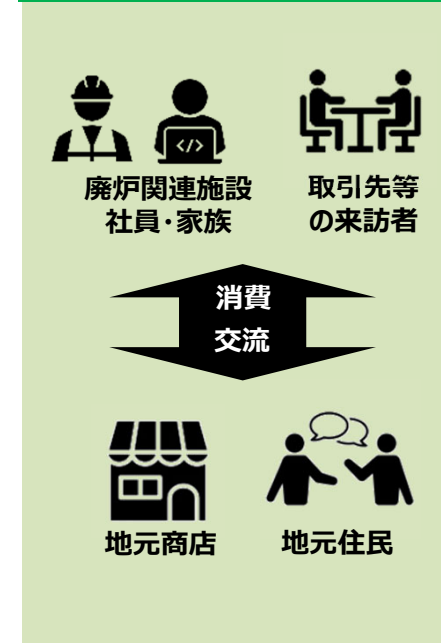 </>
廃炉関連施設
社員・家族
取引先等
の来訪者
消費
交流
地元商店
地元住民